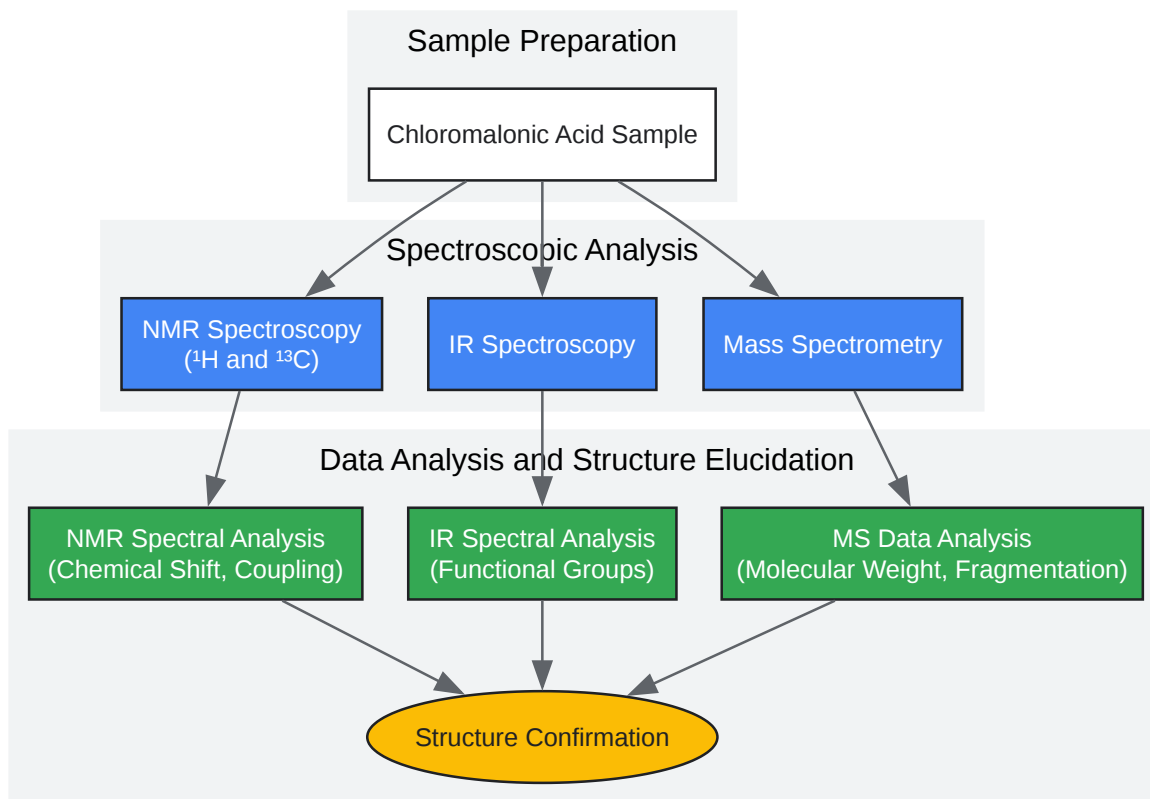 Sample Preparation
Chloromalonic Acid Sample
Spectroscopic Analysis
NMR Spectroscopy
(¹H and ¹³C)
IR Spectroscopy
Mass Spectrometry
Data Analysis and Structure Elucidation
NMR Spectral Analysis
(Chemical Shift, Coupling)
IR Spectral Analysis
(Functional Groups)
MS Data Analysis
(Molecular Weight, Fragmentation)
Structure Confirmation